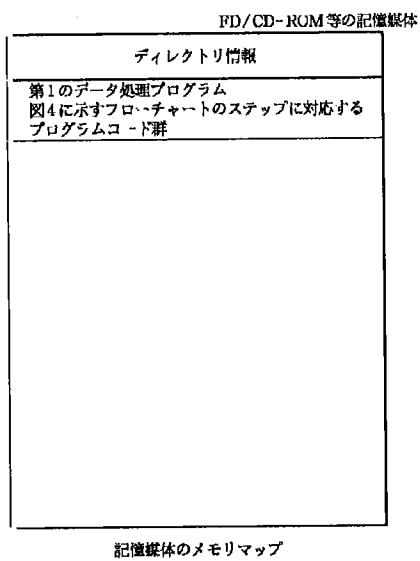 FD/CD-ROM等の記憶媒体
ディレクトリ情報
第1のデータ処理プログラム
図4に示すフローチャートのステップに対応する
プログラムコード群
記憶媒体のメモリマップ